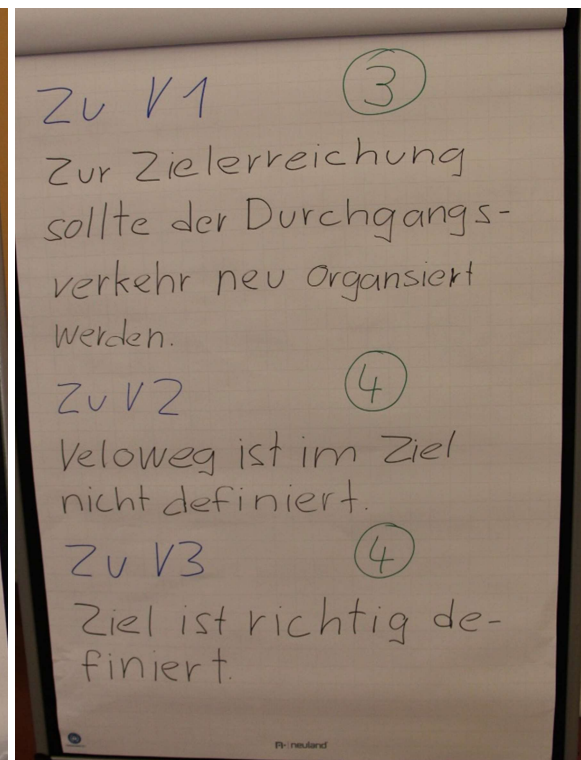 Zu V1 3
Zur Zielerreichung
sollte der Durchgangs-
verkehr neu organsiert
werden.
Zu V2 4
Veloweg ist im Ziel
nicht definiert.
Zu V3 4
Ziel ist richtig de-
finiert.
neuland